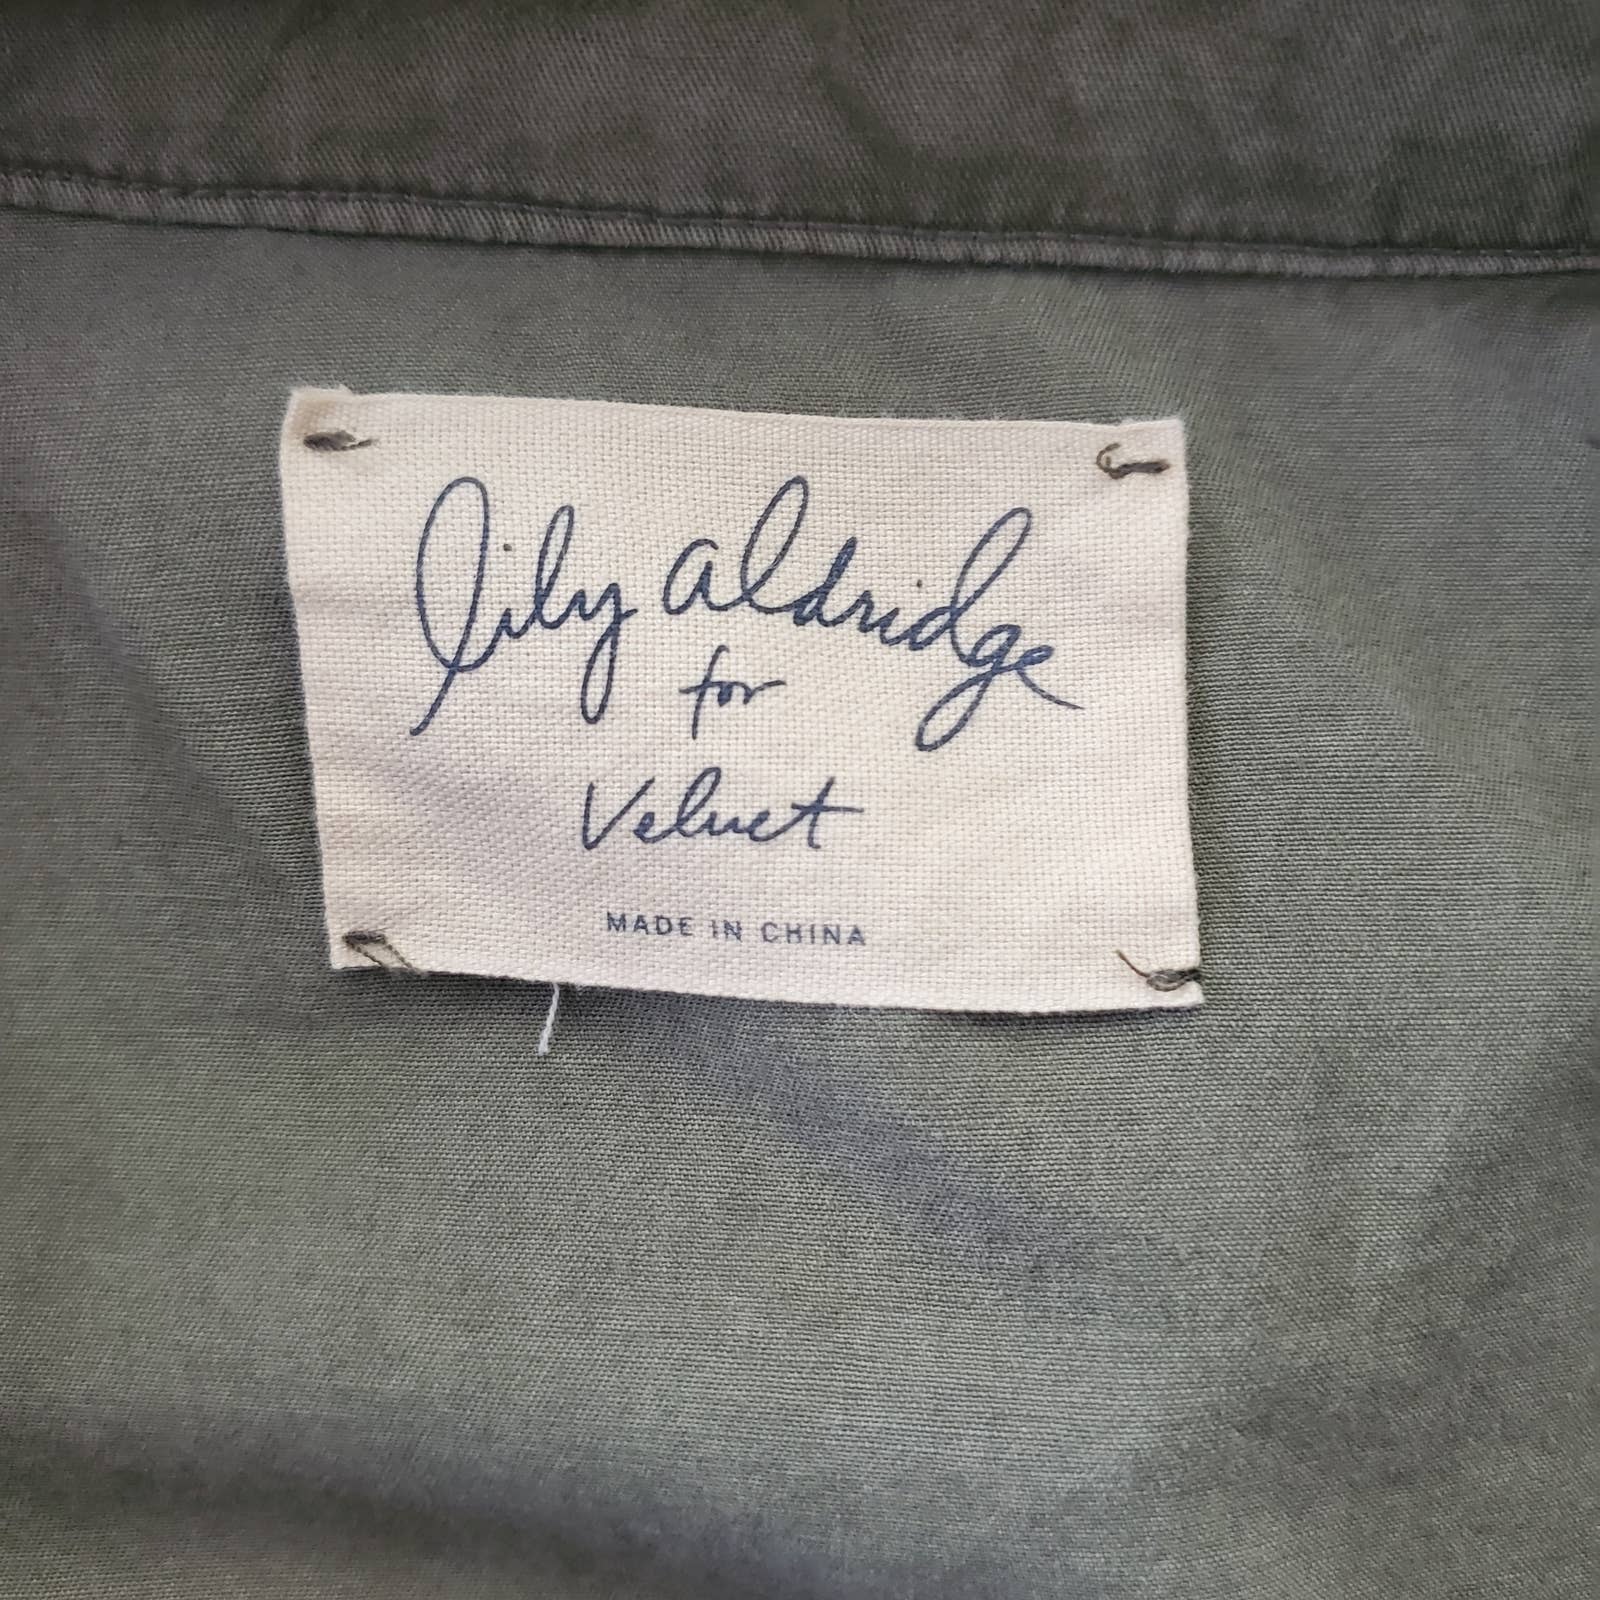 lily aldridge
for
Velvet
MADE IN CHINA